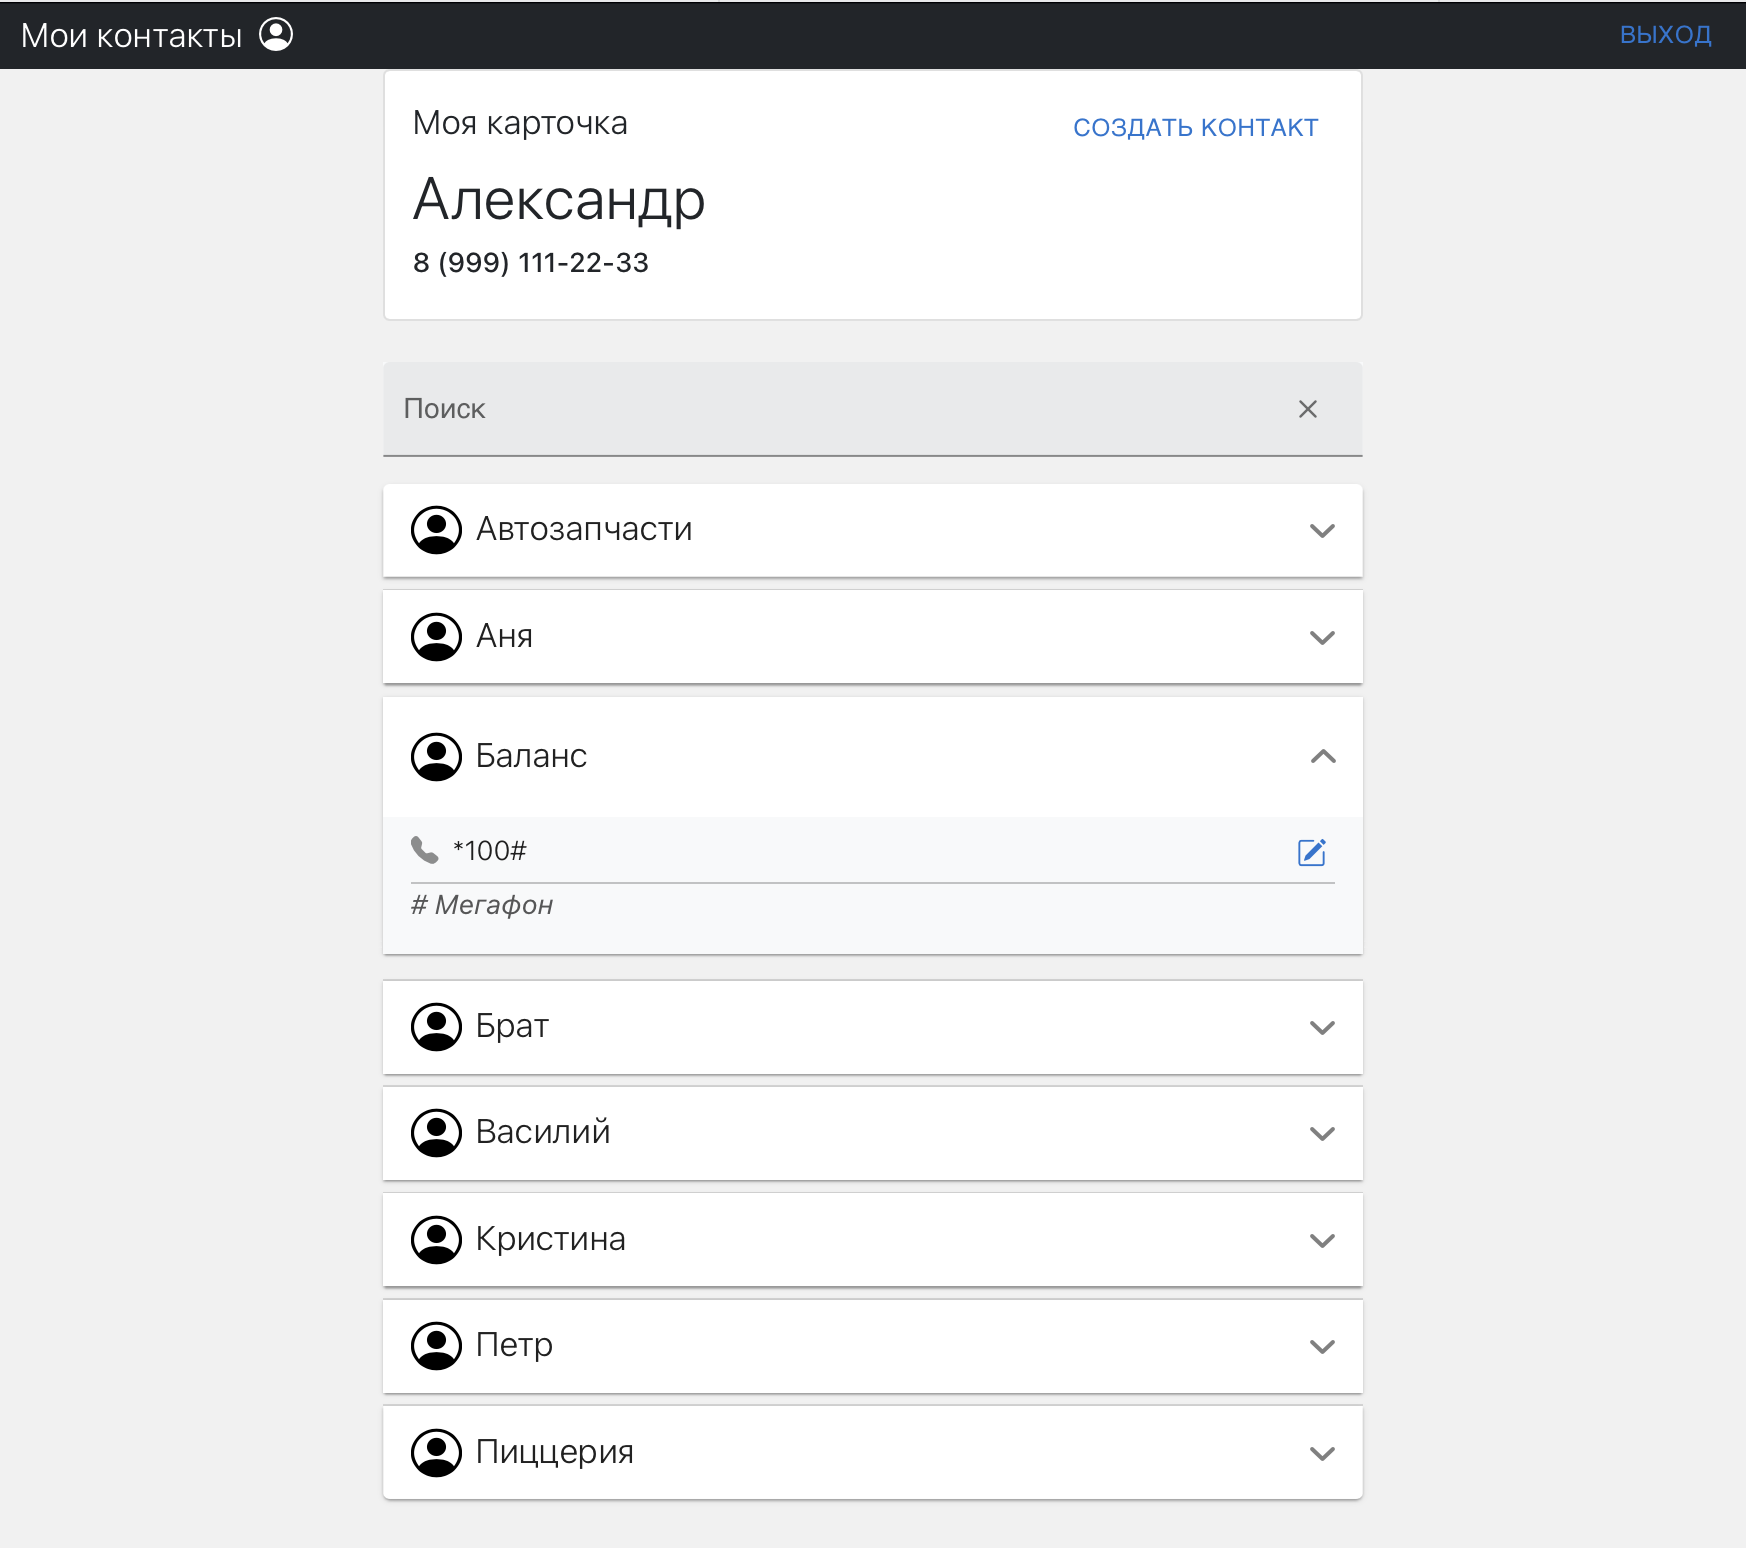 Мои контакты
ВЫХОД
Моя карточка
СОЗДАТЬ КОНТАКТ
Александр
8 (999) 111-22-33
Поиск
Автозапчасти
Аня
Баланс
*100#
# Мегафон
Брат
Василий
Кристина
Петр
Пиццерия